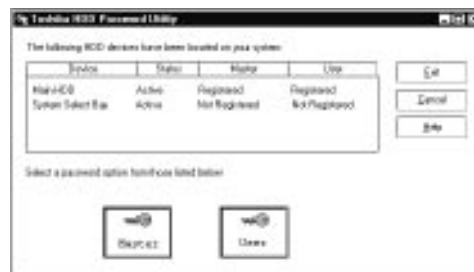 Toshiba HDD Password Utility
The following HDD devices have been located on your system:
Device Status Master User
Main HDD Active Registered Registered
System Select Bay Active Not Registered Not Registered
Exit
Cancel
Help
Select a password option from those listed below
Master User